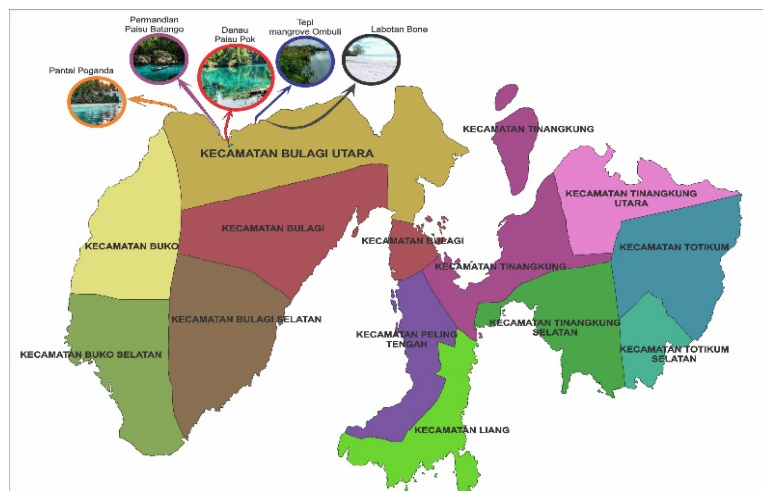 Permandian
Paisu Batango
Danau
Paisu Pok
Tepi
mangrove Ombuli
Labotan Bone
Pantai Poganda
KECAMATAN TINANGKUNG
KECAMATAN BULAGI UTARA
KECAMATAN TINANGKUNG
UTARA
KECAMATAN BULAGI
KECAMATAN BUKO
KECAMATAN BULAGI
KECAMATAN TOTIKUM
KECAMATAN TINANGKUNG
KECAMATAN BULAGI SELATAN
KECAMATAN PELING
TENGAH
KECAMATAN TINANGKUNG
SELATAN
KECAMATAN BUKO SELATAN
KECAMATAN TOTIKUM
SELATAN
KECAMATAN LIANG